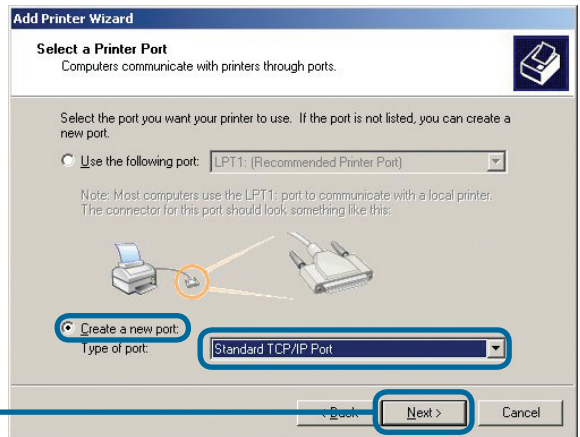 Add Printer Wizard
Select a Printer Port
Computers communicate with printers through ports.
Select the port you want your printer to use. If the port is not listed, you can create a
new port.
Use the following port: LPT1: (Recommended Printer Port)
Note: Most computers use the LPT1: port to communicate with a local printer.
The connector for this port should look something like this:
Create a new port:
Type of port: Standard TCP/IP Port
< Back Next > Cancel